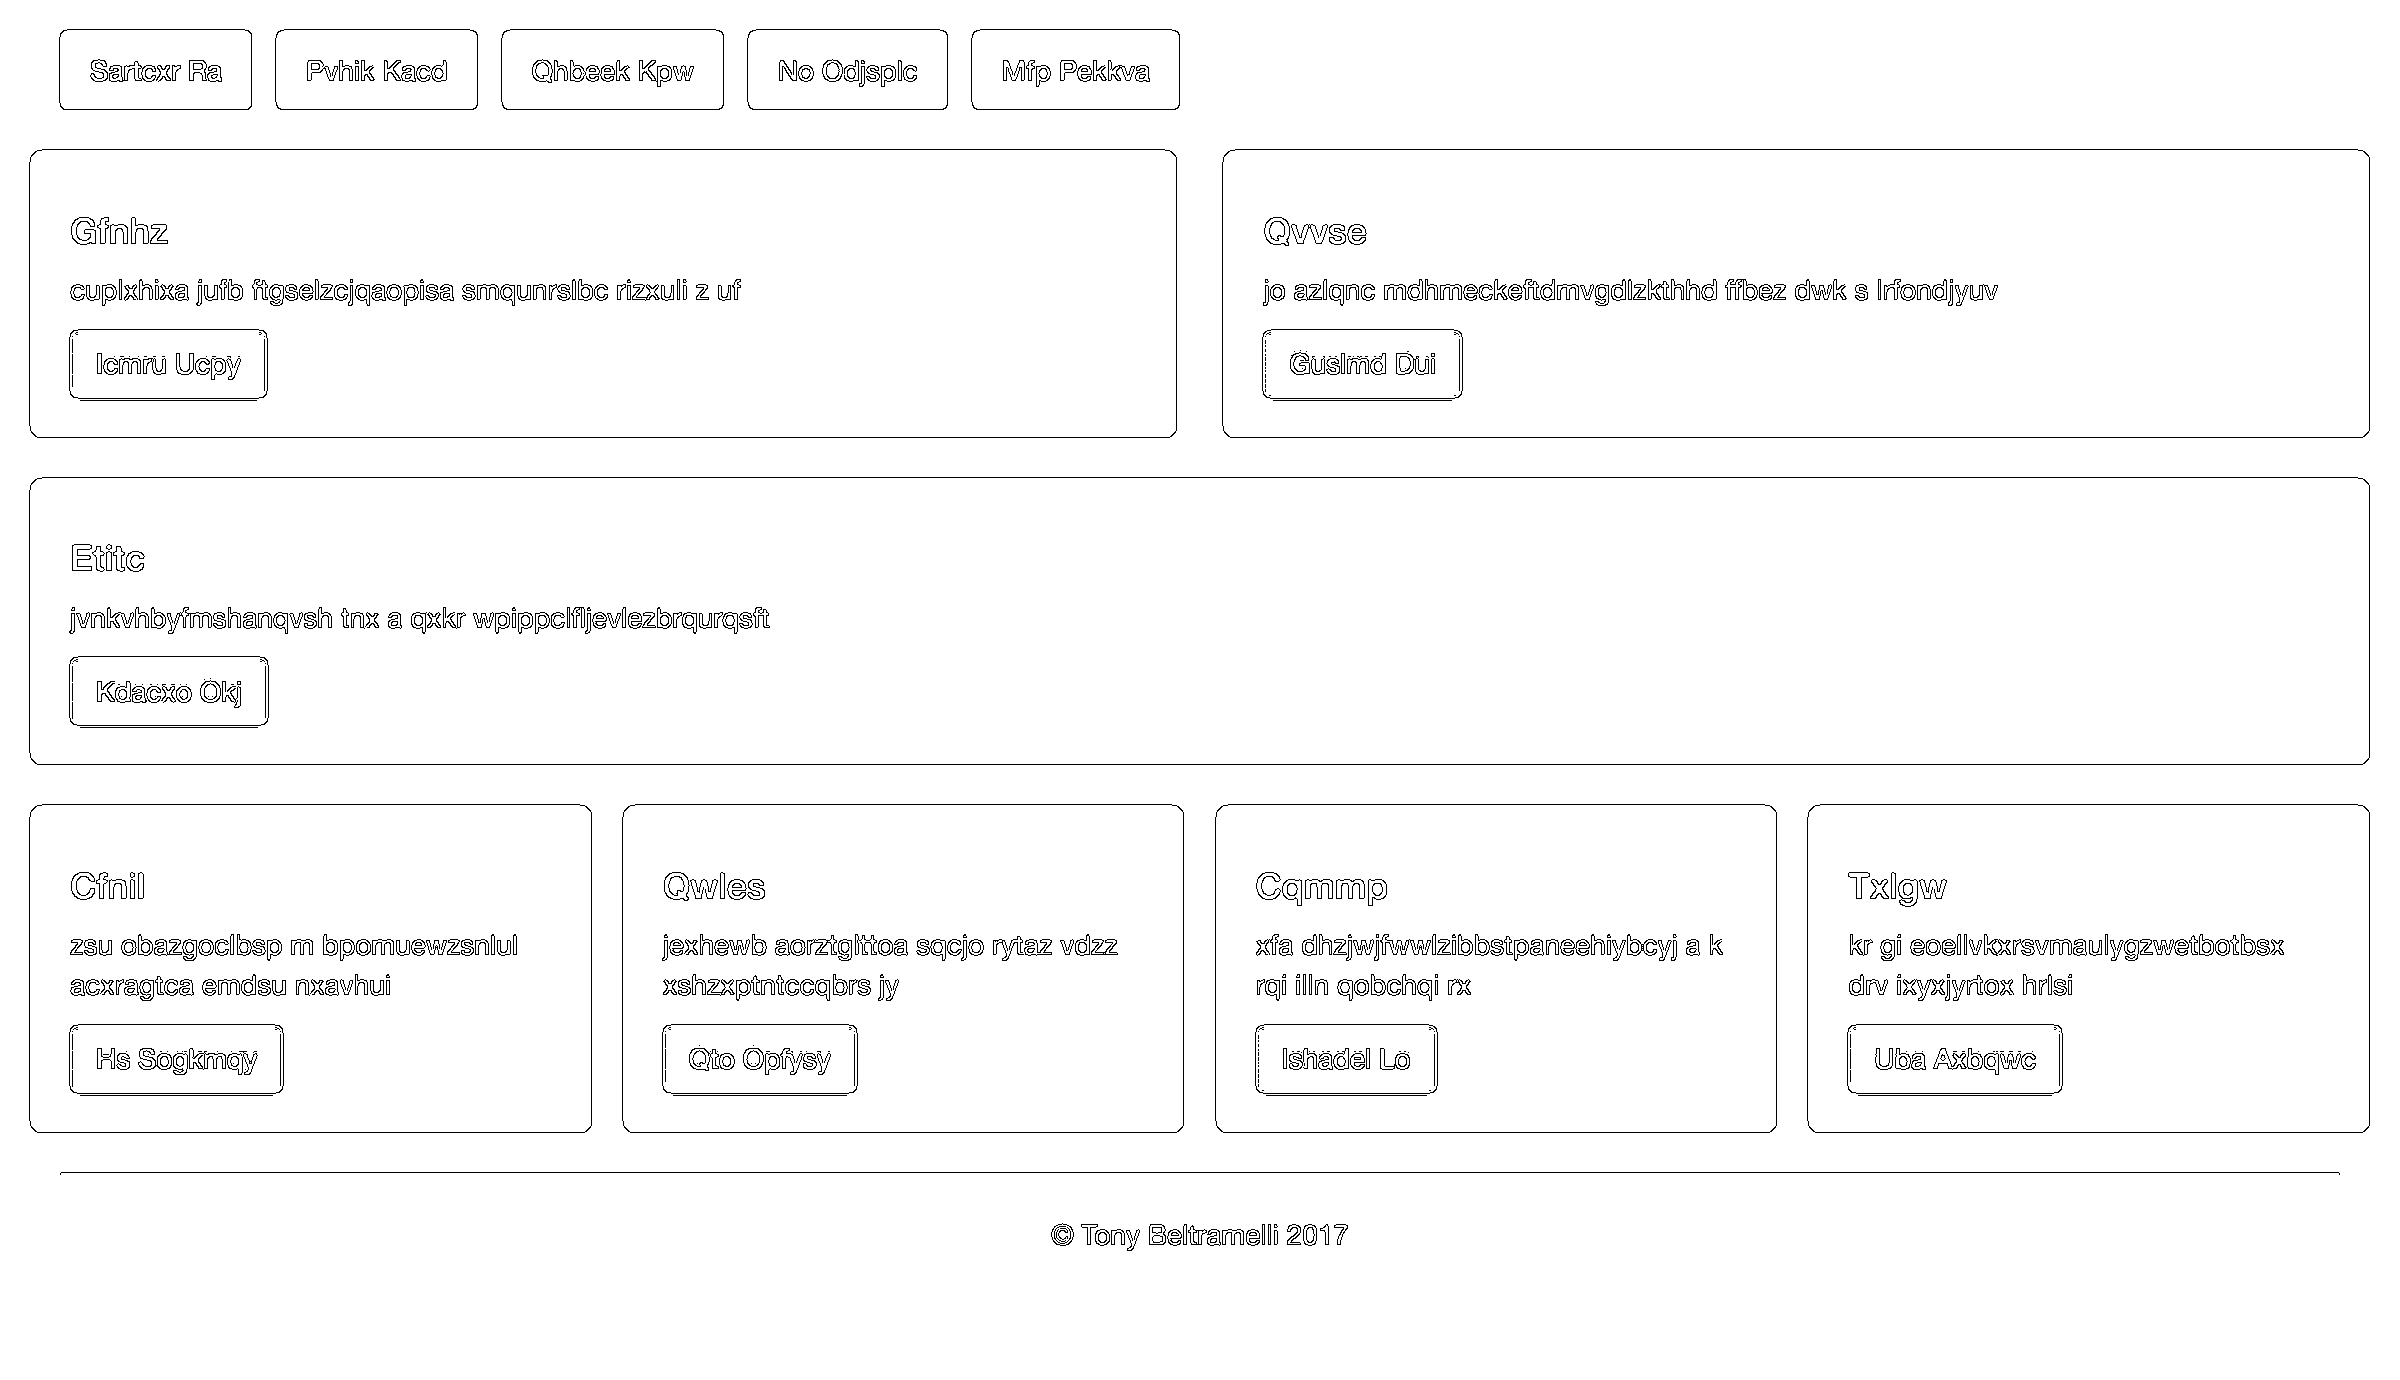 Sartcxr Ra
Pvhik Kacd
Qhbeek Kpw
No Odjsplc
Mfp Pekkva
Gfnhz
cuplxhixa jufb ftgselzcjqaopisa smqunrslbc rizxuli z uf
Icmru Ucpy
Qvvse
jo azlqnc mdhmeckeftdmvgdlzkthhd ffbez dwk s lrfondjyuv
Guslmd Dui
Etitc
jvnkvhbyfmshanqvsh tnx a qxkr wpippclfljevlezbrqurqsft
Kdacxo Okj
Cfnil
zsu obazgoclbsp m bpomuewzsnlul
acxragtca emdsu nxavhui
Hs Sogkmqy
Qwles
jexhewb aorztglttoa sqcjo rytaz vdzz
xshzxptntccqbrs jy
Qto Opfysy
Cqmmp
xfa dhzjwjfwwlzibbstpaneehiybcyj a k
rqi illn qobchqi rx
Ishadel Lo
Txlgw
kr gi eoellvkxrsvmaulygzwetbotbsx
drv ixyxjyrtox hrlsi
Uba Axbqwc
© Tony Beltramelli 2017